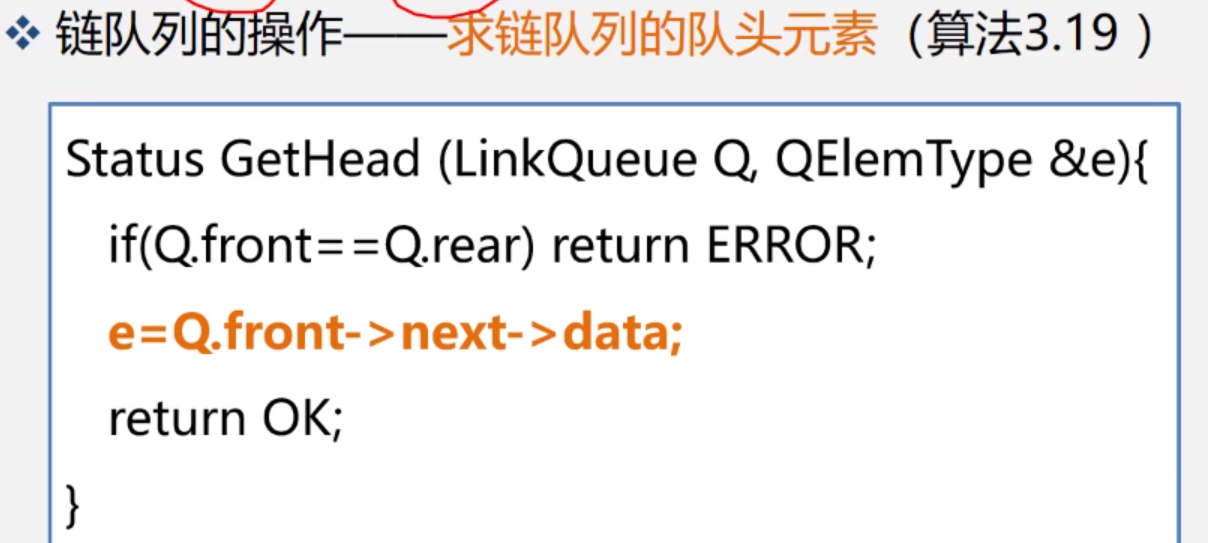 ❖ 链队列的操作——求链队列的队头元素（算法3.19 ）
Status GetHead (LinkQueue Q, QElemType &e){
if(Q.front==Q.rear) return ERROR;
e=Q.front->next->data;
return OK;
}